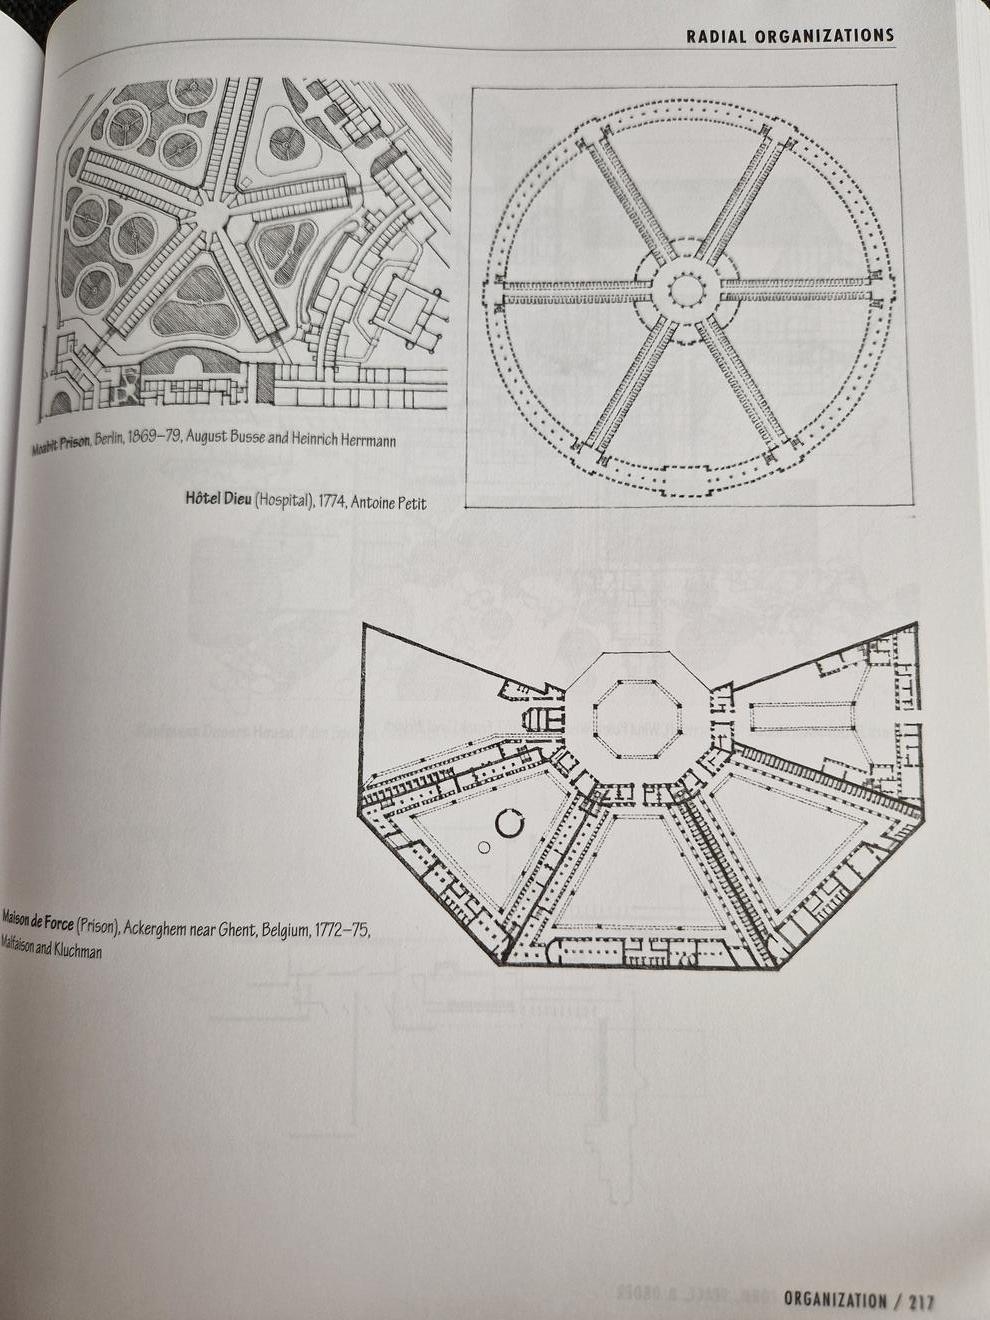 RADIAL ORGANIZATIONS
Moabit Prison, Berlin, 1869–79, August Busse and Heinrich Herrmann
Hôtel Dieu (Hospital), 1774, Antoine Petit
Maison de Force (Prison), Ackerghem near Ghent, Belgium, 1772–75,
Malfaison and Kluchman
ORGANIZATION / 217